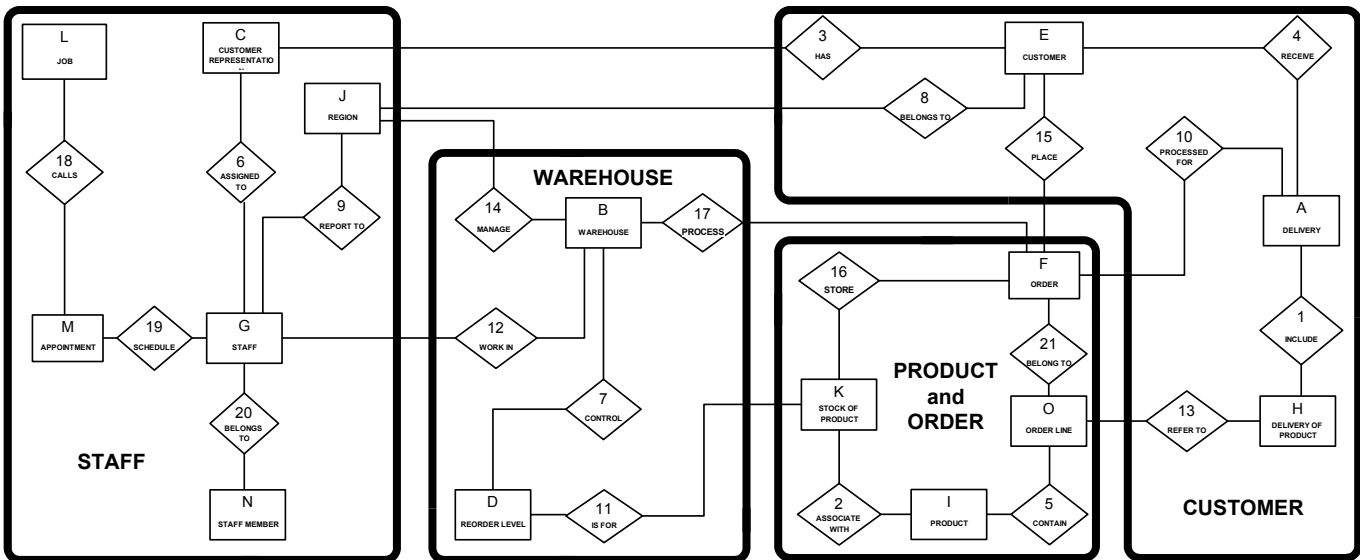 L
JOB
C
CUSTOMER
REPRESENTATIO
N
3
HAS
E
CUSTOMER
4
RECEIVE
J
REGION
8
BELONGS TO
18
CALLS
6
ASSIGNED
TO
9
REPORT TO
15
PLACE
10
PROCESSED
FOR
WAREHOUSE
14
MANAGE
B
WAREHOUSE
17
PROCESS
A
DELIVERY
16
STORE
F
ORDER
M
APPOINTMENT
19
SCHEDULE
G
STAFF
12
WORK IN
1
INCLUDE
21
BELONG TO
PRODUCT
and
ORDER
7
CONTROL
K
STOCK OF
PRODUCT
O
ORDER LINE
13
REFER TO
H
DELIVERY OF
PRODUCT
20
BELONGS
TO
STAFF
N
STAFF MEMBER
D
REORDER LEVEL
11
IS FOR
2
ASSOCIATE
WITH
I
PRODUCT
5
CONTAIN
CUSTOMER